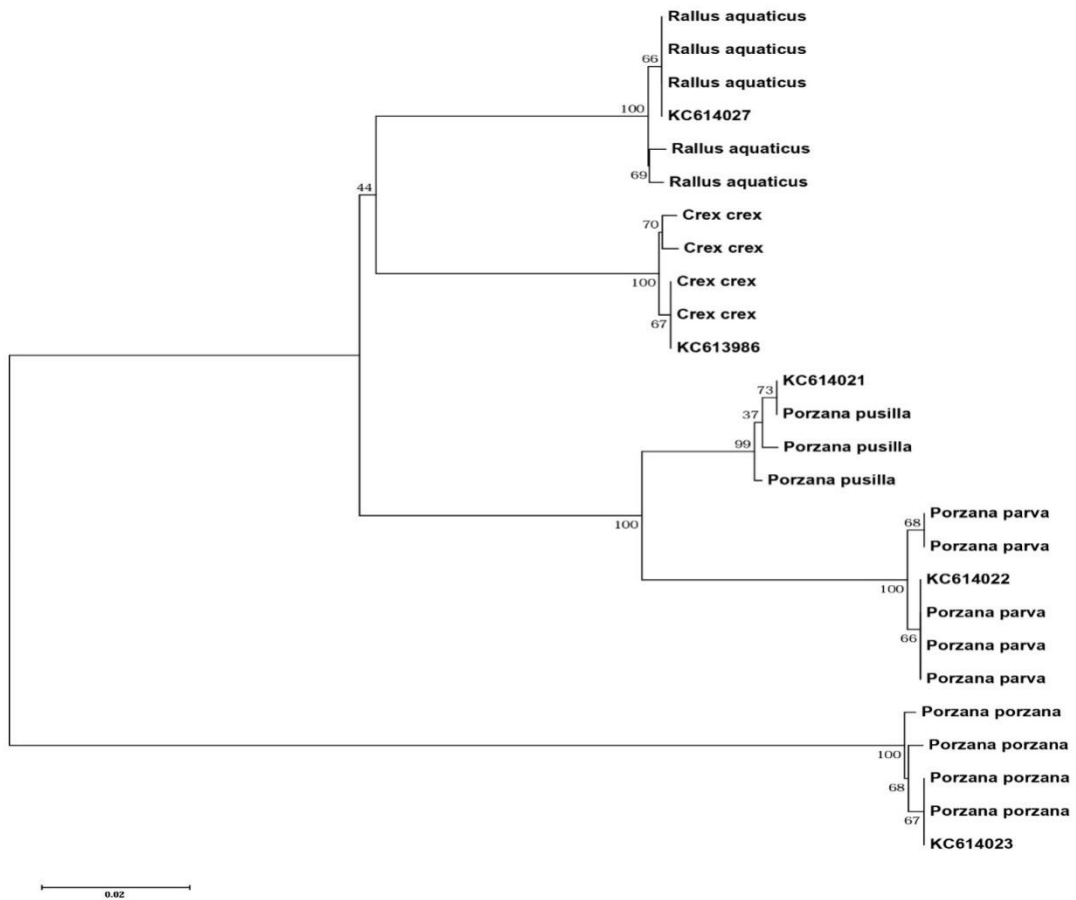 Rallus aquaticus
Rallus aquaticus
66
Rallus aquaticus
100
KC614027
Rallus aquaticus
69
Rallus aquaticus
44
Crex crex
70
Crex crex
100
Crex crex
Crex crex
67
KC613986
KC614021
73
Porzana pusilla
37
Porzana pusilla
99
Porzana pusilla
Porzana parva
68
Porzana parva
100
KC614022
100
Porzana parva
66
Porzana parva
Porzana parva
Porzana porzana
Porzana porzana
100
Porzana porzana
68
Porzana porzana
67
KC614023
0.02